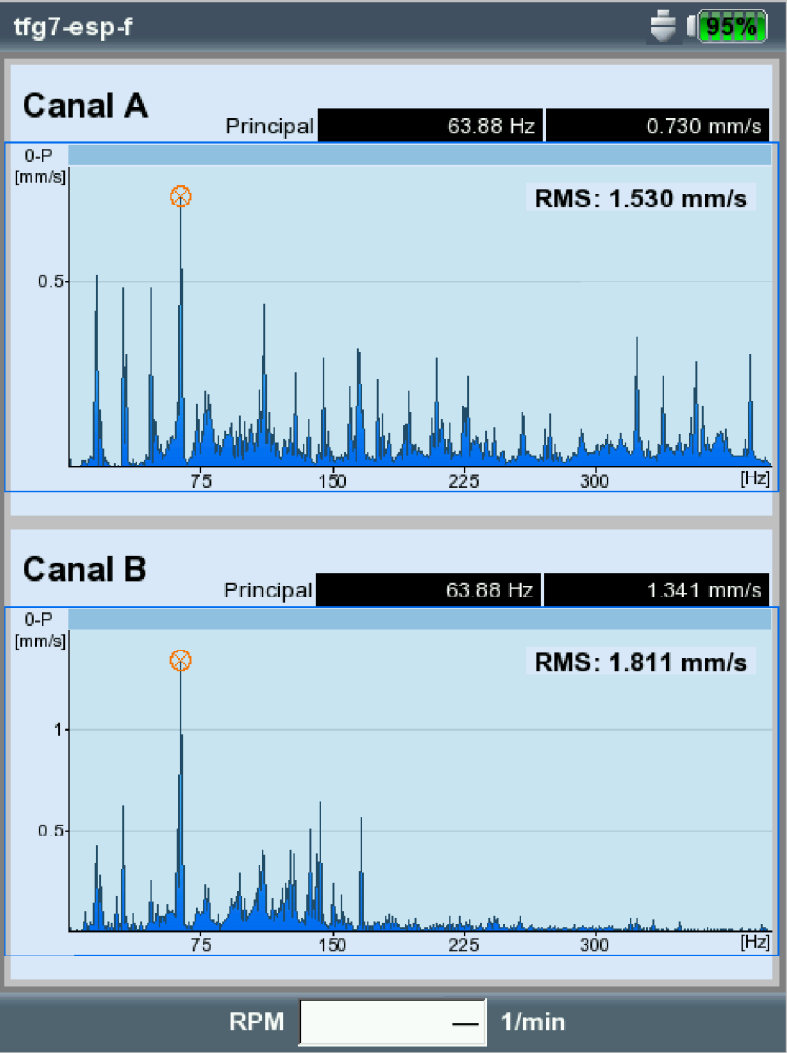 tfg7-esp-f 95%
Canal A
Principal 63.88 Hz 0.730 mm/s
0-P
[mm/s]
RMS: 1.530 mm/s
0.5
75 150 225 300 [Hz]
Canal B
Principal 63.88 Hz 1.341 mm/s
0-P
[mm/s]
RMS: 1.811 mm/s
1
0.5
75 150 225 300 [Hz]
RPM — 1/min